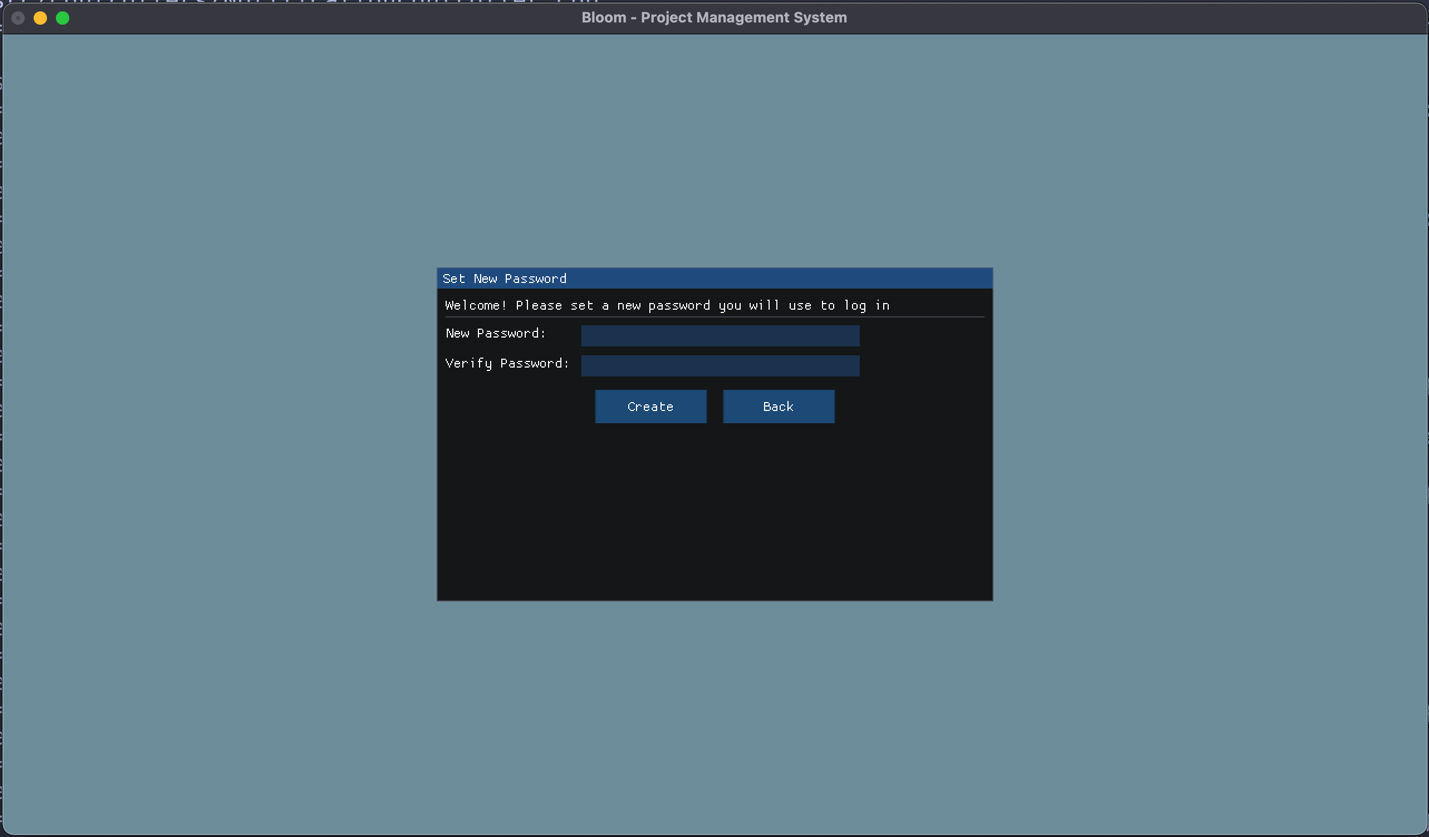 Bloom - Project Management System
Set New Password
Welcome! Please set a new password you will use to log in
New Password:
Verify Password:
Create
Back